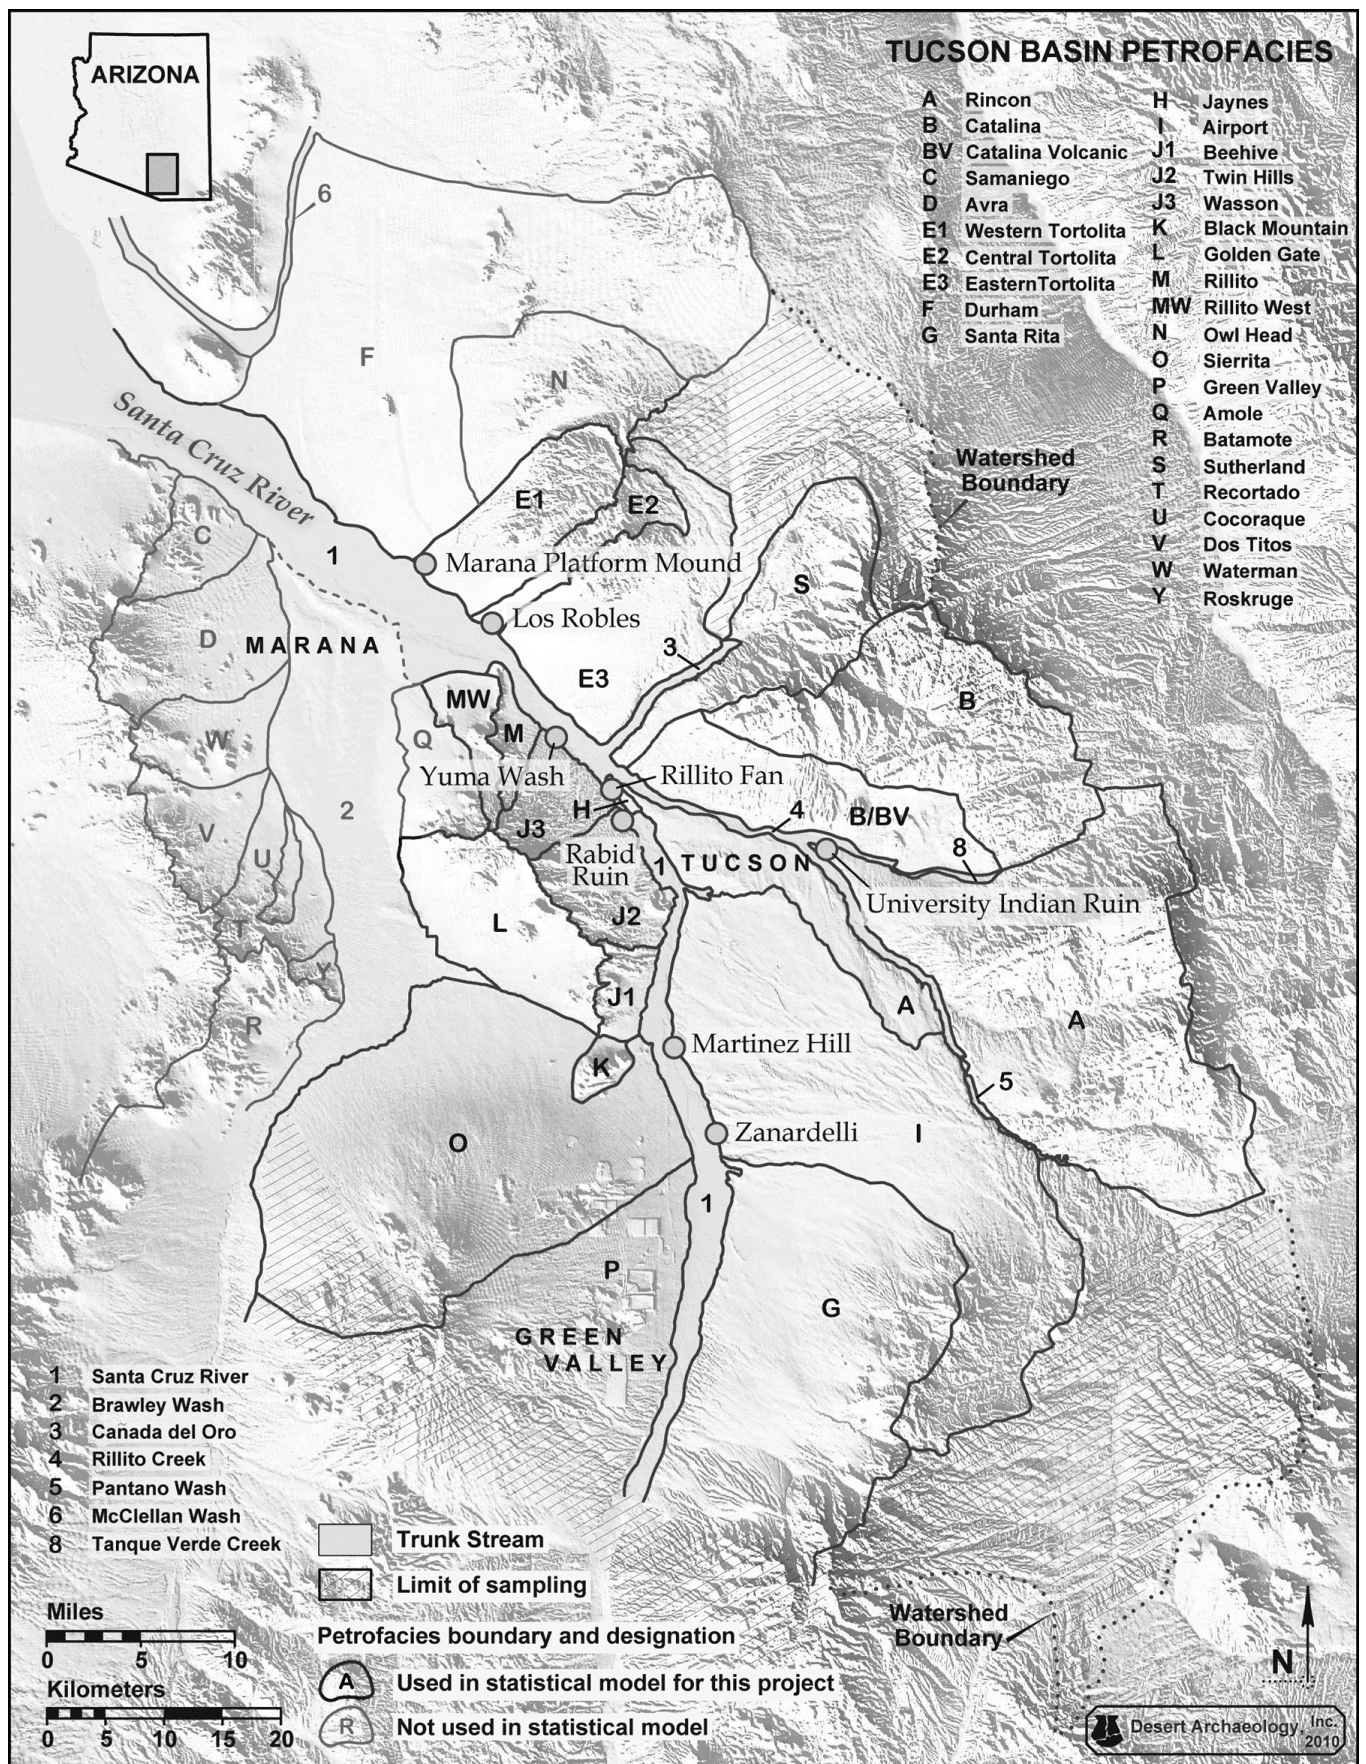 ARIZONA
TUCSON BASIN PETROFACIES
A Rincon
B Catalina
BV Catalina Volcanic
C Samaniego
D Avra
E1 Western Tortolita
E2 Central Tortolita
E3 EasternTortolita
F Durham
G Santa Rita
H Jaynes
I Airport
J1 Beehive
J2 Twin Hills
J3 Wasson
K Black Mountain
L Golden Gate
M Rillito
MW Rillito West
N Owl Head
O Sierrita
P Green Valley
Q Amole
R Batamote
S Sutherland
T Recortado
U Cocoraque
V Dos Titos
W Waterman
Y Roskruge
6
F
N
Santa Cruz River
Watershed
Boundary
E1
E2
C
1
Marana Platform Mound
S
Los Robles
D
MARANA
3
E3
MW
B
M
Q
W
Yuma Wash
Rillito Fan
2
H
4
B/BV
J3
V
U
Rabid
Ruin
1
TUCSON
8
University Indian Ruin
L
J2
T
Y
J1
A
A
R
Martinez Hill
K
5
O
Zanardelli
I
1
P
G
GREEN
VALLEY
1 Santa Cruz River
2 Brawley Wash
3 Cañada del Oro
4 Rillito Creek
5 Pantano Wash
6 McClellan Wash
8 Tanque Verde Creek
Trunk Stream
Limit of sampling
Petrofacies boundary and designation
A Used in statistical model for this project
R Not used in statistical model
Miles
0 5 10
Kilometers
0 5 10 15 20
Watershed
Boundary
N
Desert Archaeology, Inc.
2010